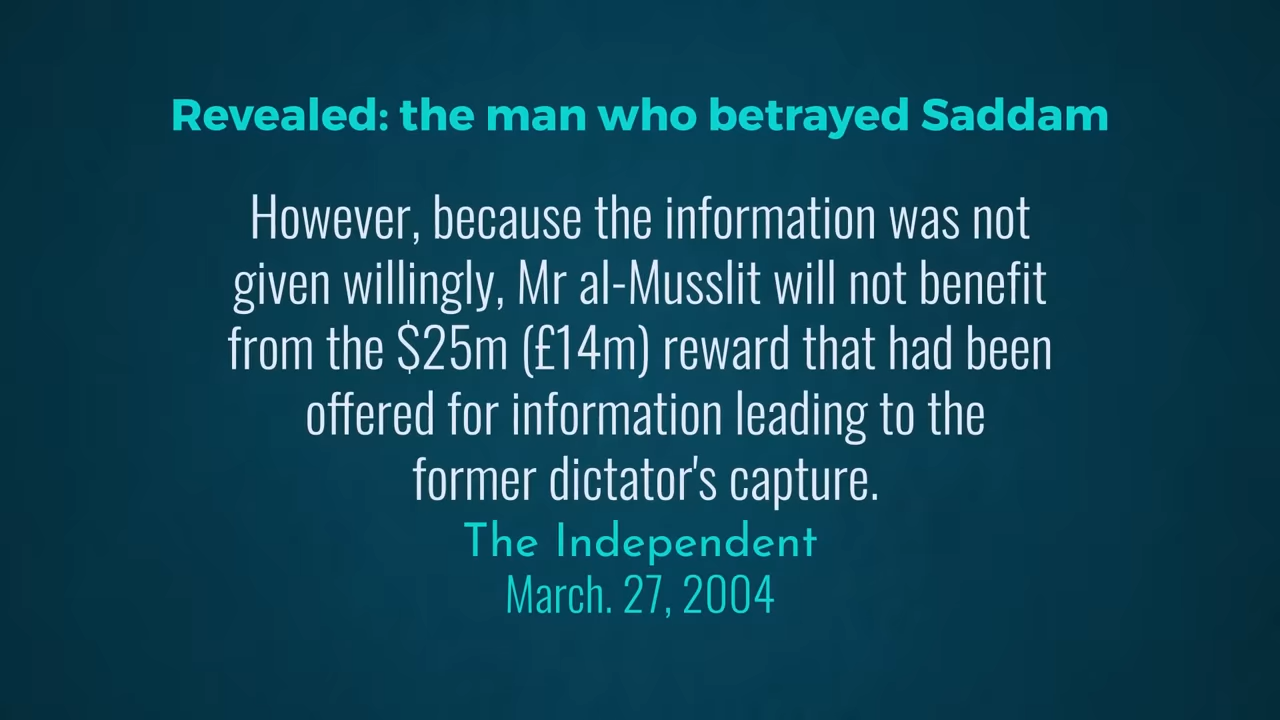 Revealed: the man who betrayed Saddam
However, because the information was not
given willingly, Mr al-Musslit will not benefit
from the $25m (£14m) reward that had been
offered for information leading to the
former dictator's capture.
The Independent
March. 27, 2004